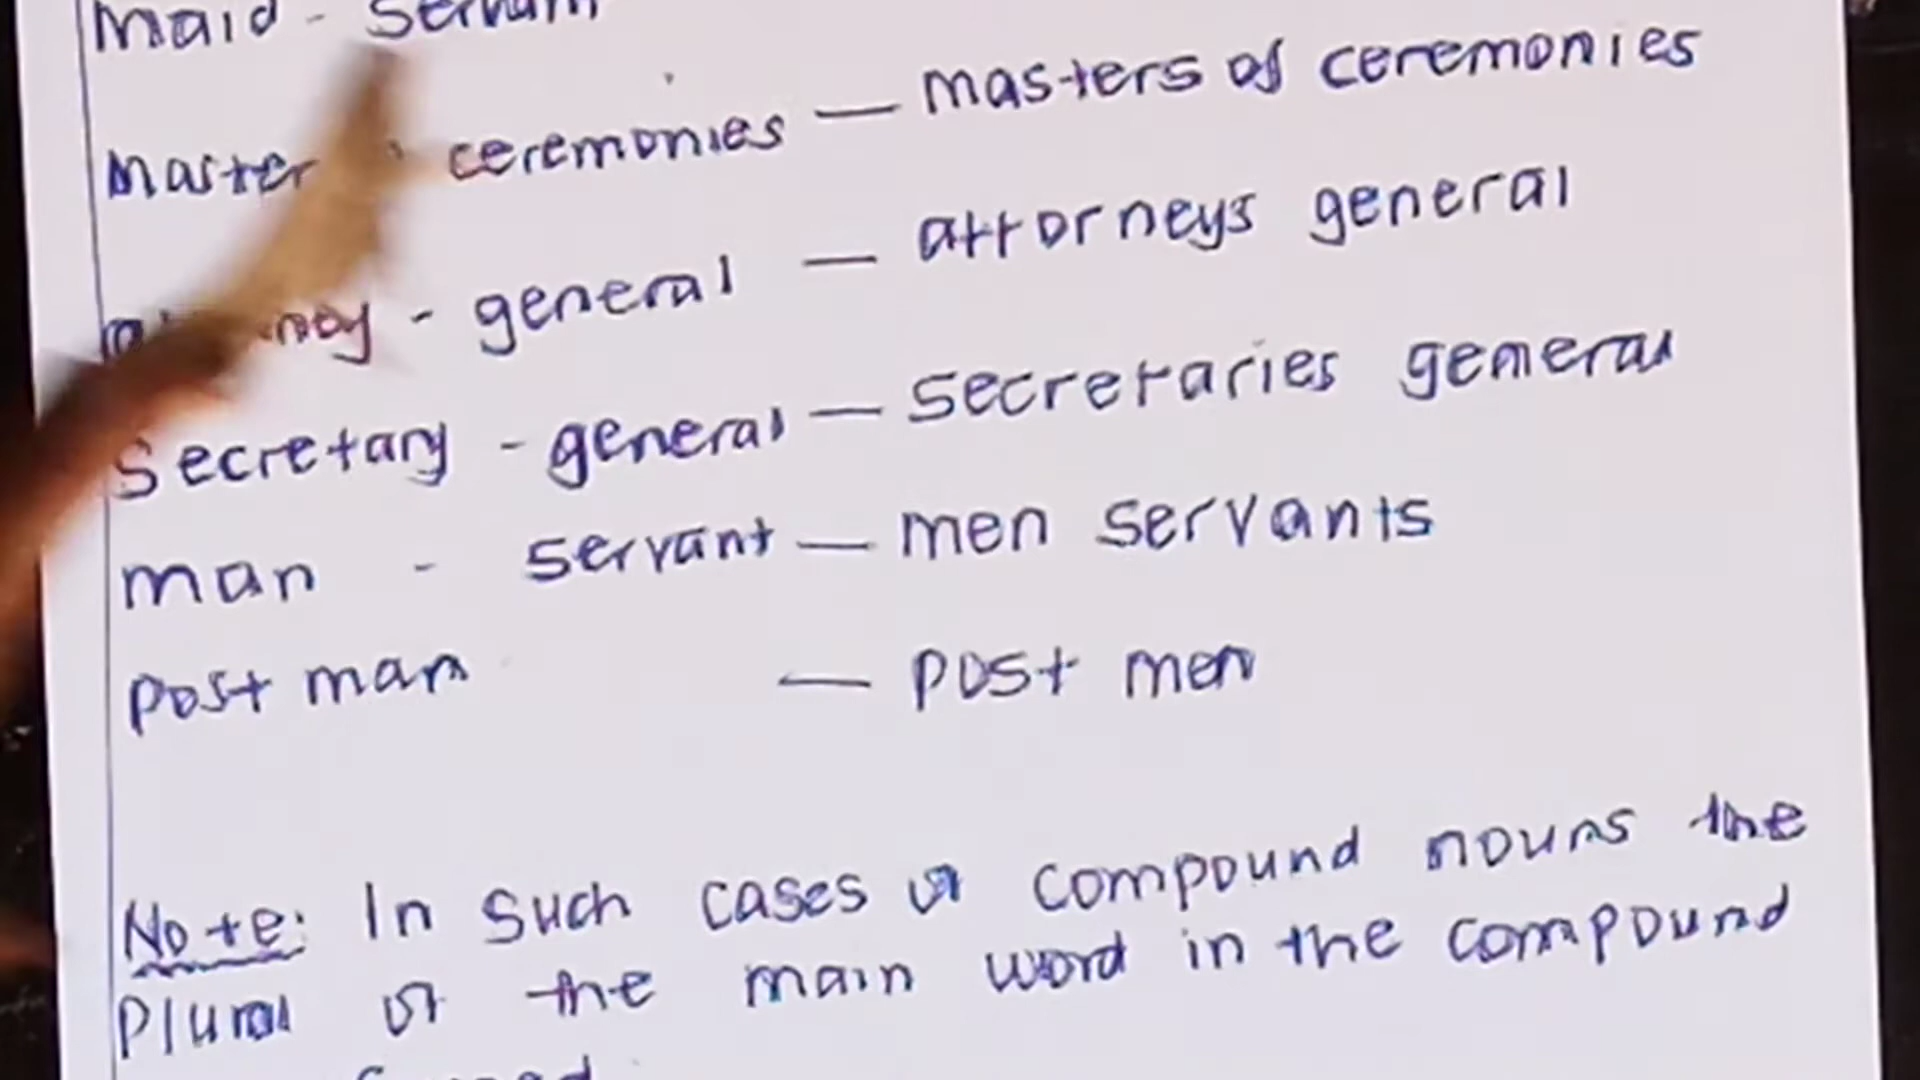 maid - servant
master ceremonies — masters of ceremonies
- general — attorneys general
Secretary - general — secretaries general
man - servant — men servants
Post man — post men
Note: In such cases of compound nouns the
Plural of the main word in the compound